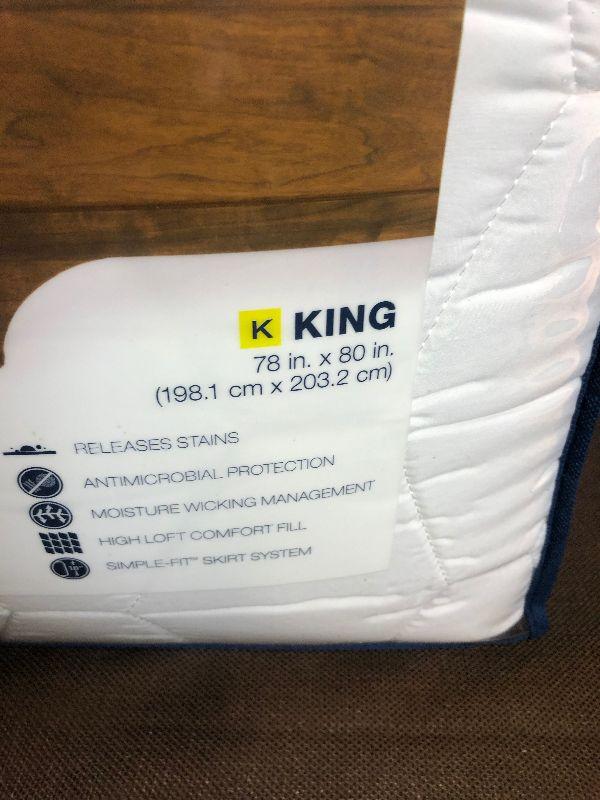 K KING
78 in. x 80 in.
(198.1 cm x 203.2 cm)
RELEASES STAINS
ANTIMICROBIAL PROTECTION
MOISTURE WICKING MANAGEMENT
HIGH LOFT COMFORT FILL
SIMPLE-FIT™ SKIRT SYSTEM